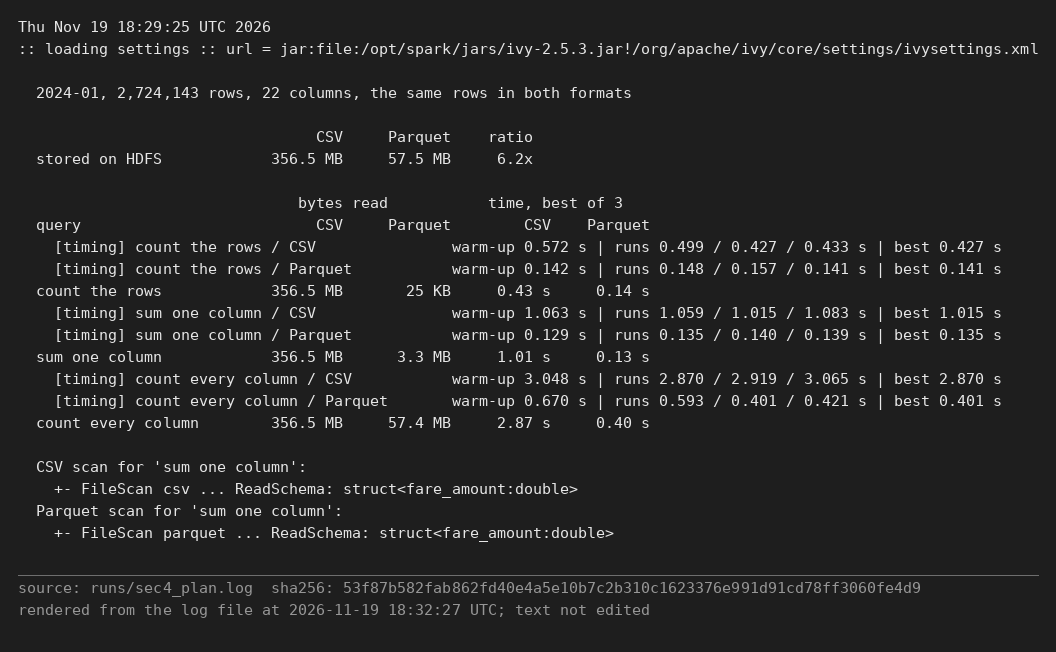 Thu Nov 19 18:29:25 UTC 2026
:: loading settings :: url = jar:file:/opt/spark/jars/ivy-2.5.3.jar!/org/apache/ivy/core/settings/ivysettings.xml
2024-01, 2,724,143 rows, 22 columns, the same rows in both formats
CSV     Parquet    ratio
stored on HDFS            356.5 MB     57.5 MB     6.2x
bytes read           time, best of 3
query                          CSV     Parquet        CSV    Parquet
[timing] count the rows / CSV               warm-up 0.572 s | runs 0.499 / 0.427 / 0.433 s | best 0.427 s
[timing] count the rows / Parquet           warm-up 0.142 s | runs 0.148 / 0.157 / 0.141 s | best 0.141 s
count the rows            356.5 MB       25 KB     0.43 s     0.14 s
[timing] sum one column / CSV               warm-up 1.063 s | runs 1.059 / 1.015 / 1.083 s | best 1.015 s
[timing] sum one column / Parquet           warm-up 0.129 s | runs 0.135 / 0.140 / 0.139 s | best 0.135 s
sum one column            356.5 MB      3.3 MB     1.01 s     0.13 s
[timing] count every column / CSV           warm-up 3.048 s | runs 2.870 / 2.919 / 3.065 s | best 2.870 s
[timing] count every column / Parquet       warm-up 0.670 s | runs 0.593 / 0.401 / 0.421 s | best 0.401 s
count every column        356.5 MB     57.4 MB     2.87 s     0.40 s
CSV scan for 'sum one column':
+- FileScan csv ... ReadSchema: struct<fare_amount:double>
Parquet scan for 'sum one column':
+- FileScan parquet ... ReadSchema: struct<fare_amount:double>
source: runs/sec4_plan.log  sha256: 53f87b582fab862fd40e4a5e10b7c2b310c1623376e991d91cd78ff3060fe4d9
rendered from the log file at 2026-11-19 18:32:27 UTC; text not edited